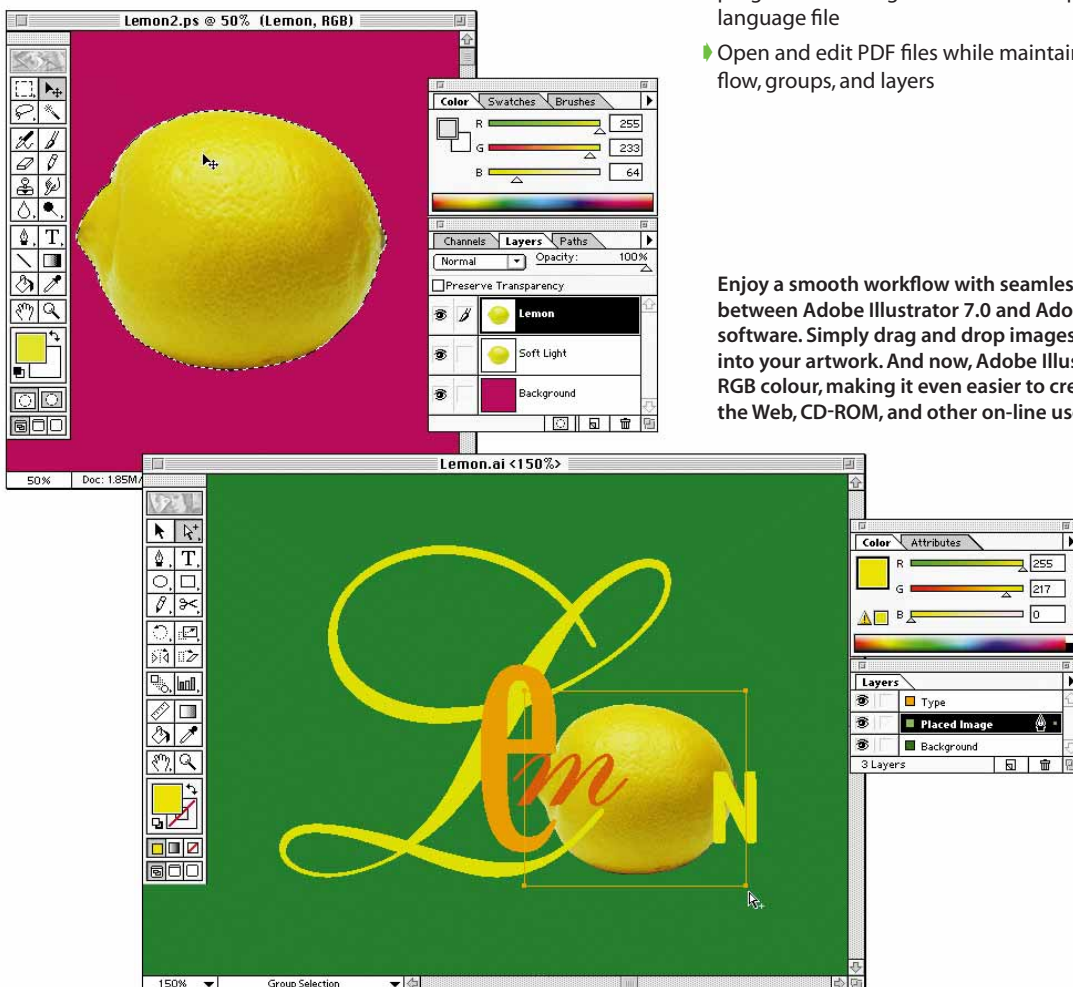 language file
Open and edit PDF files while maintain
flow, groups, and layers
Lemon2.ps @ 50% (Lemon, RGB)
Color Swatches Brushes
R 255
G 233
B 64
Channels Layers Paths
Normal Opacity: 100%
Preserve Transparency
Lemon
Soft Light
Background
50% Doc: 1.85M/
Enjoy a smooth workflow with seamles
between Adobe Illustrator 7.0 and Ado
software. Simply drag and drop images
into your artwork. And now, Adobe Illus
RGB colour, making it even easier to cre
the Web, CD-ROM, and other on-line us
Lemon.ai <150%>
T
Lem N
Color Attributes
R 255
G 217
B 0
Layers
Type
Placed Image
Background
3 Layers
150% Group Selection